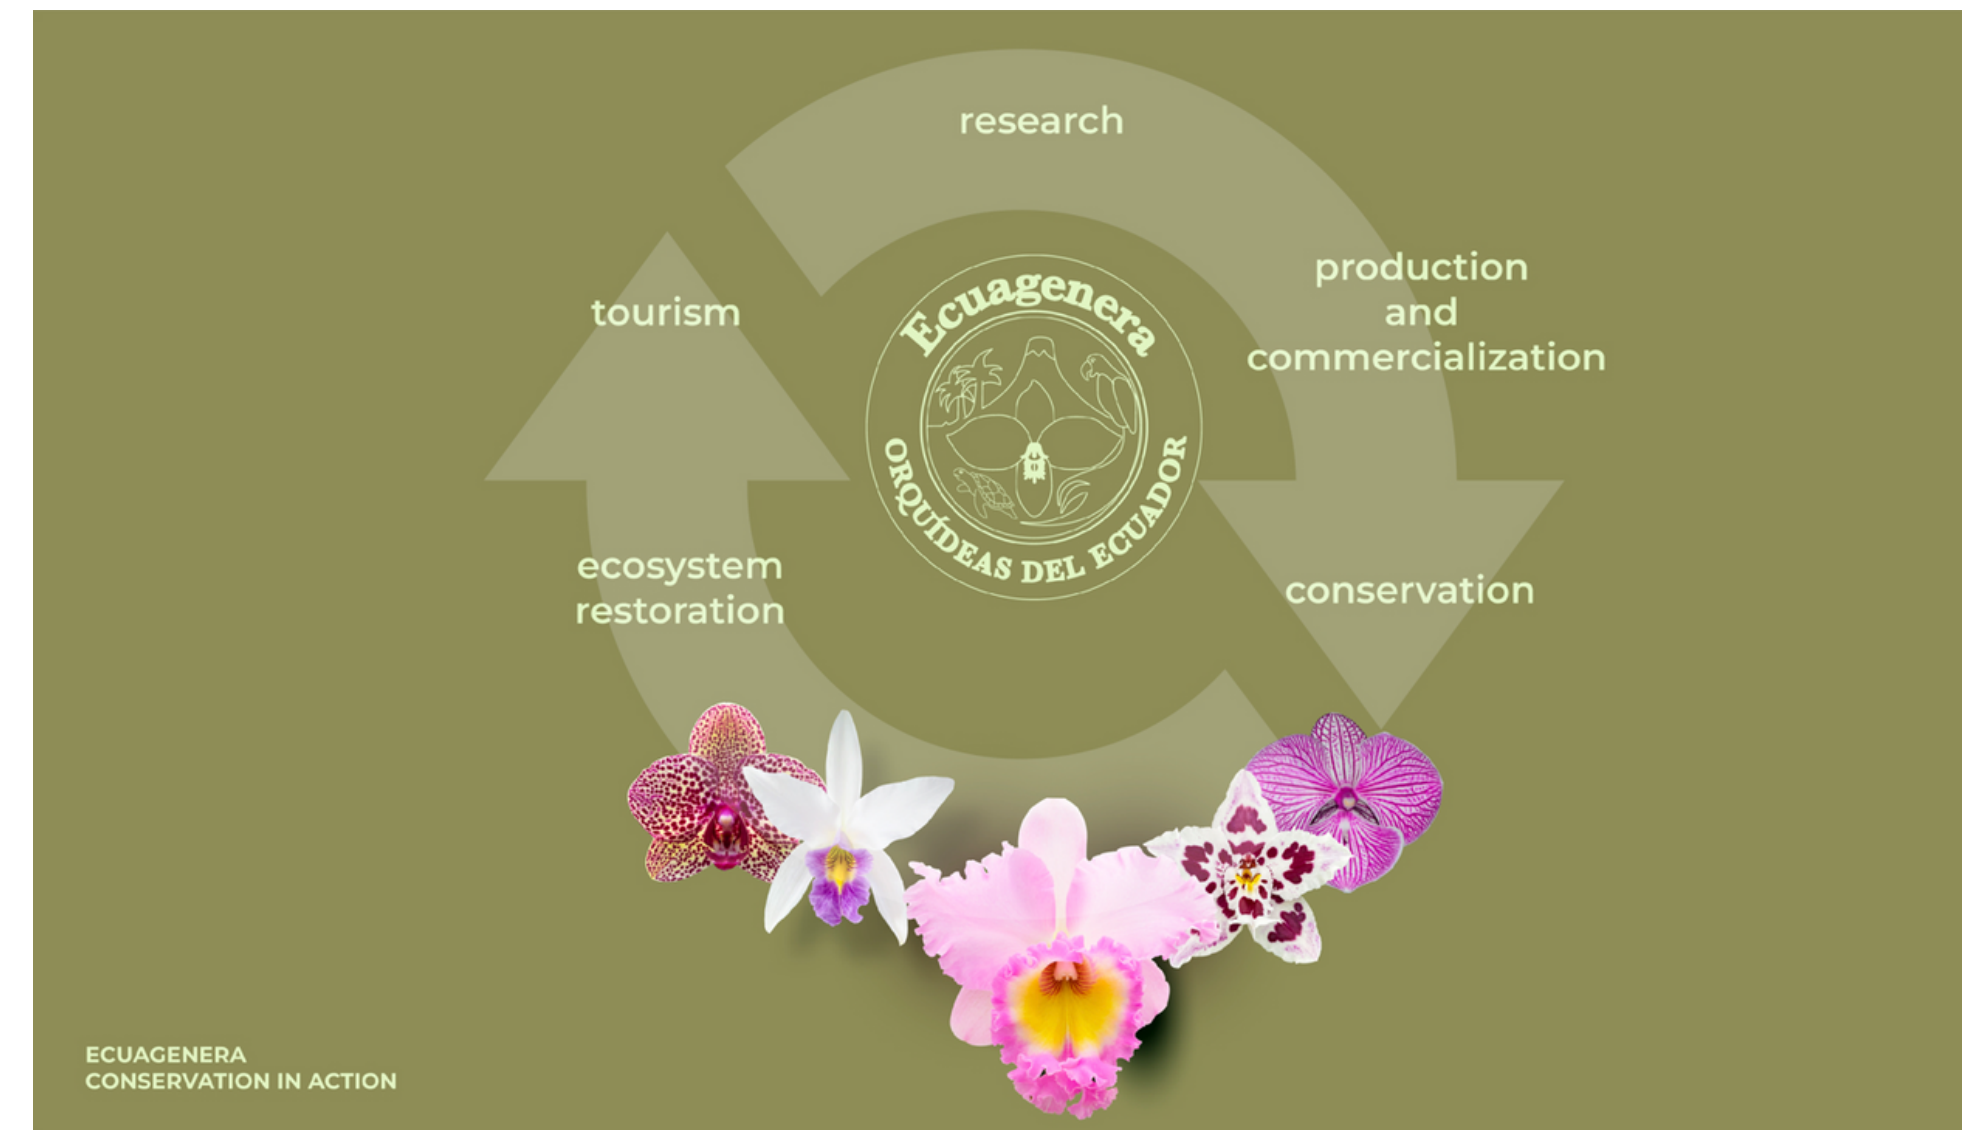 research
production
and
commercialization
tourism
Ecuagenera
ORQUÍDEAS DEL ECUADOR
ecosystem
restoration
conservation
ECUAGENERA
CONSERVATION IN ACTION